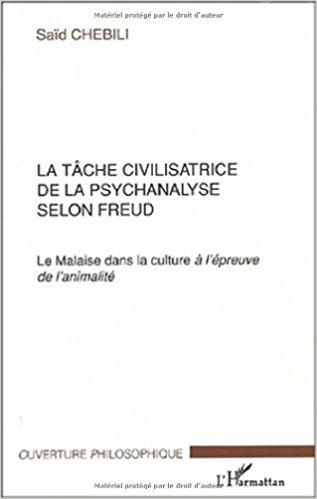 Matériel protégé par le droit d'auteur
Saïd CHEBILI
LA TÂCHE CIVILISATRICE
DE LA PSYCHANALYSE
SELON FREUD
Le Malaise dans la culture à l'épreuve
de l'animalité
OUVERTURE PHILOSOPHIQUE
L'Harmattan
Matériel protégé par le droit d'auteur